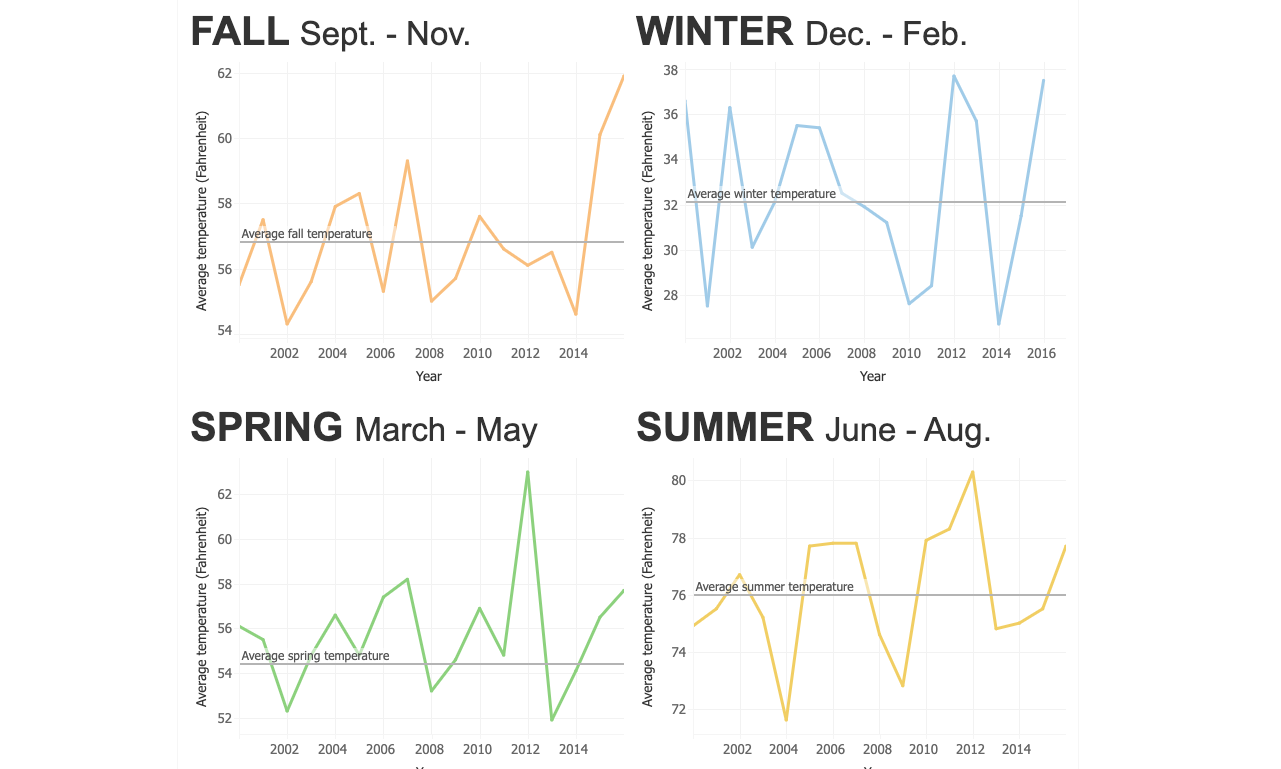 FALL Sept. - Nov.
62
60
58
56
54
Average temperature (Fahrenheit)
Average fall temperature
2002 2004 2006 2008 2010 2012 2014
Year
WINTER Dec. - Feb.
38
36
34
32
30
28
Average temperature (Fahrenheit)
Average winter temperature
2002 2004 2006 2008 2010 2012 2014 2016
Year
SPRING March - May
62
60
58
56
54
52
Average temperature (Fahrenheit)
Average spring temperature
2002 2004 2006 2008 2010 2012 2014
SUMMER June - Aug.
80
78
76
74
72
Average temperature (Fahrenheit)
Average summer temperature
2002 2004 2006 2008 2010 2012 2014